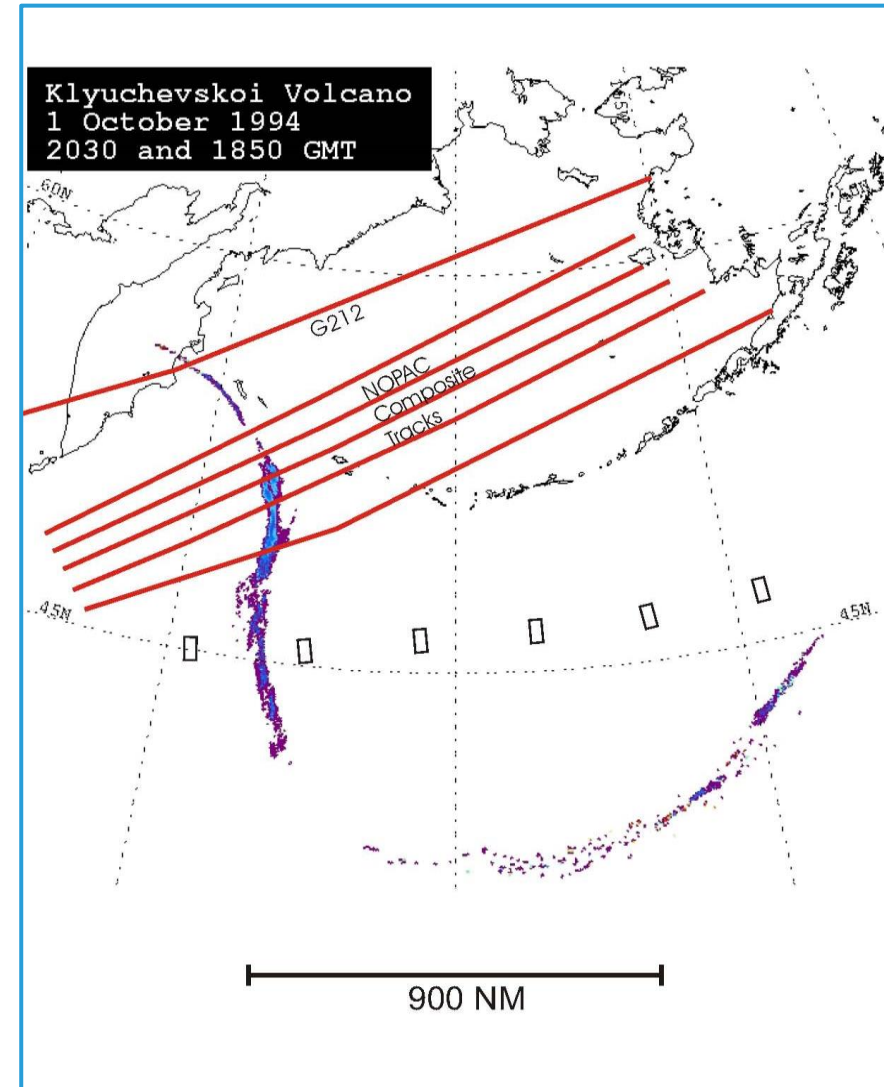 Klyuchevskoi Volcano
1 October 1994
2030 and 1850 GMT
60N
G212
NOPAC
Composite
Tracks
45N
45N
900 NM